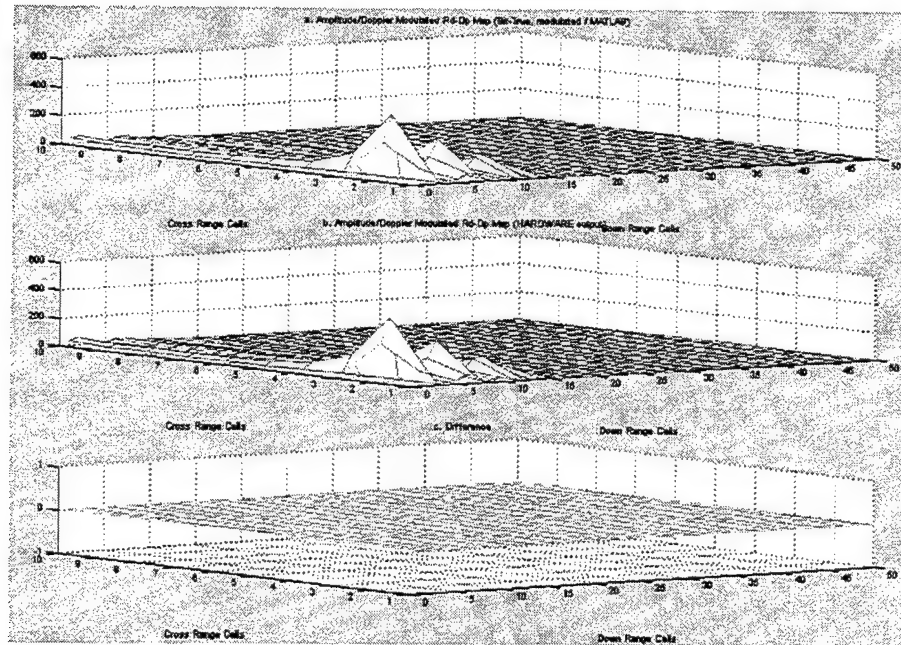 a. Amplitude/Doppler Modulated Rd-Dp Map (Bit-True, modulated / MATLAB)
600
400
200
0
10 9 8 7 6 5 4 3 2 1 0 5 10 15 20 25 30 35 40 45 50
Cross Range Cells Down Range Cells
b. Amplitude/Doppler Modulated Rd-Dp Map (HARDWARE output)
600
400
200
0
10 9 8 7 6 5 4 3 2 1 0 5 10 15 20 25 30 35 40 45 50
Cross Range Cells Down Range Cells
c. Difference
1
0
10 9 8 7 6 5 4 3 2 1 0 5 10 15 20 25 30 35 40 45 50
Cross Range Cells Down Range Cells